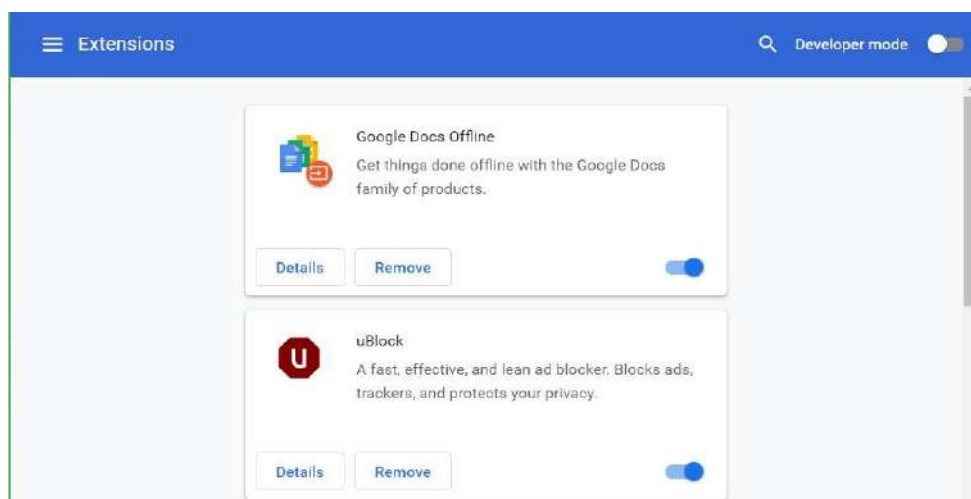 Extensions
Developer mode
Google Docs Offline
Get things done offline with the Google Docs
family of products.
Details
Remove
U
uBlock
A fast, effective, and lean ad blocker. Blocks ads,
trackers, and protects your privacy.
Details
Remove